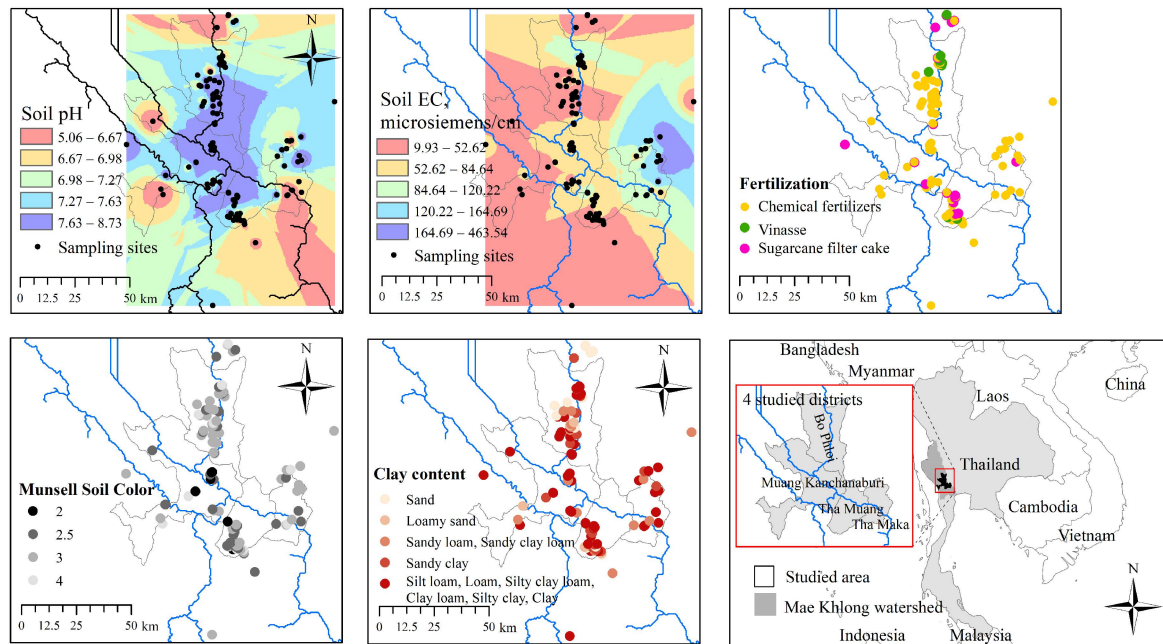 N
Soil pH
5.06 – 6.67
6.67 – 6.98
6.98 – 7.27
7.27 – 7.63
7.63 – 8.73
Sampling sites
0 12.5 25 50 km
Soil EC,
microsiemens/cm
9.93 – 52.62
52.62 – 84.64
84.64 – 120.22
120.22 – 164.69
164.69 – 463.54
Sampling sites
0 12.5 25 50 km
N
Fertilization
Chemical fertilizers
Vinasse
Sugarcane filter cake
0 12.5 25 50 km
N
Munsell Soil Color
2
2.5
3
4
0 12.5 25 50 km
N
Clay content
Sand
Loamy sand
Sandy loam, Sandy clay loam
Sandy clay
Silt loam, Loam, Silty clay loam,
Clay loam, Silty clay, Clay
0 12.5 25 50 km
Bangladesh
Myanmar
China
Laos
4 studied districts
Bo Phloi
Thailand
Muang Kanchanaburi
Tha Muang
Tha Maka
Cambodia
Vietnam
Studied area
Mae Khlong watershed
N
Indonesia Malaysia